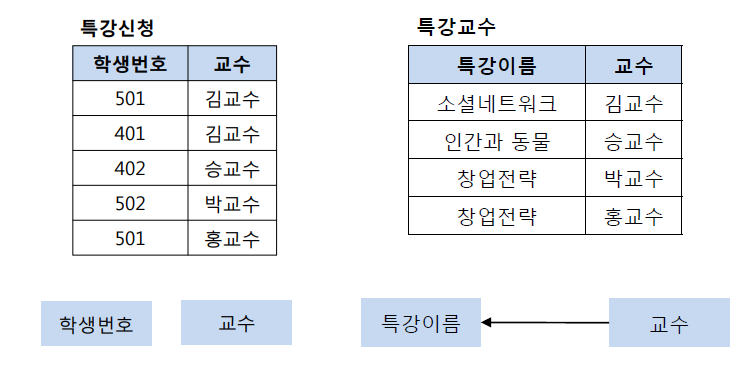 특강신청
학생번호 교수
501 김교수
401 김교수
402 승교수
502 박교수
501 홍교수
특강교수
특강이름 교수
소셜네트워크 김교수
인간과 동물 승교수
창업전략 박교수
창업전략 홍교수
학생번호 교수
특강이름 교수